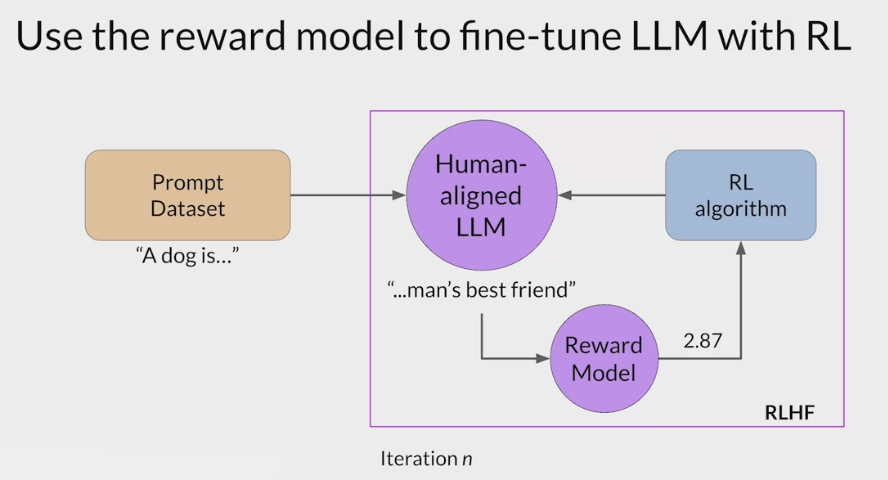 Use the reward model to fine-tune LLM with RL
Prompt
Dataset
"A dog is..."
Human-
aligned
LLM
RL
algorithm
"...man's best friend"
Reward
Model
2.87
RLHF
Iteration n